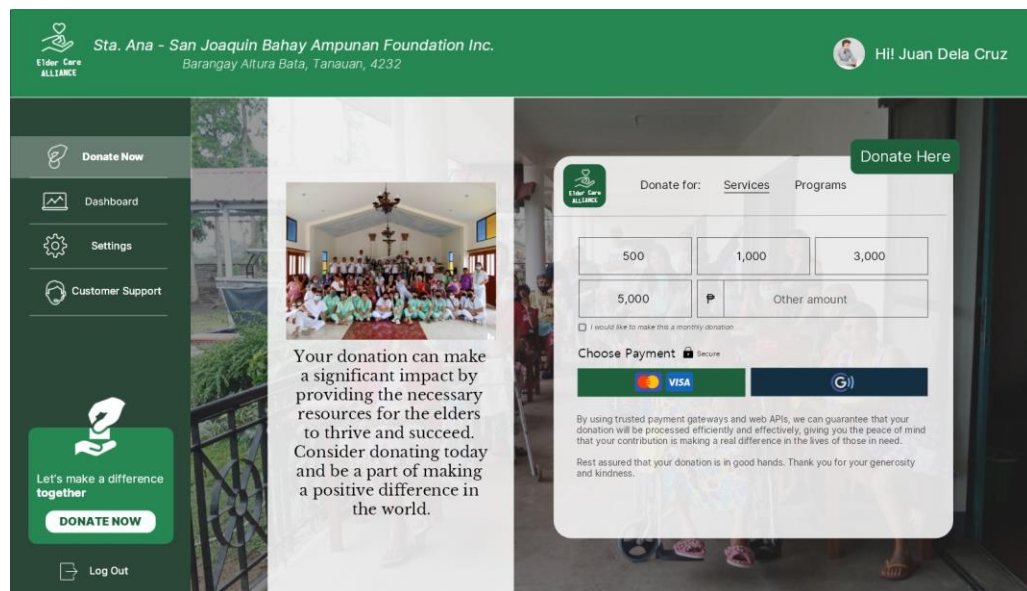 Elder Care
ALLIANCE
Sta. Ana - San Joaquin Bahay Ampunan Foundation Inc.
Barangay Altura Bata, Tanauan, 4232
Hi! Juan Dela Cruz
Donate Now
Dashboard
Settings
Customer Support
Let's make a difference
together
DONATE NOW
Log Out
Your donation can make
a significant impact by
providing the necessary
resources for the elders
to thrive and succeed.
Consider donating today
and be a part of making
a positive difference in
the world.
Donate Here
Elder Care
ALLIANCE
Donate for: Services Programs
500 1,000 3,000
5,000 ₱ Other amount
I would like to make this a monthly donation
Choose Payment Secure
VISA
G
By using trusted payment gateways and web APIs, we can guarantee that your
donation will be processed efficiently and effectively, giving you the peace of mind
that your contribution is making a real difference in the lives of those in need.
Rest assured that your donation is in good hands. Thank you for your generosity
and kindness.